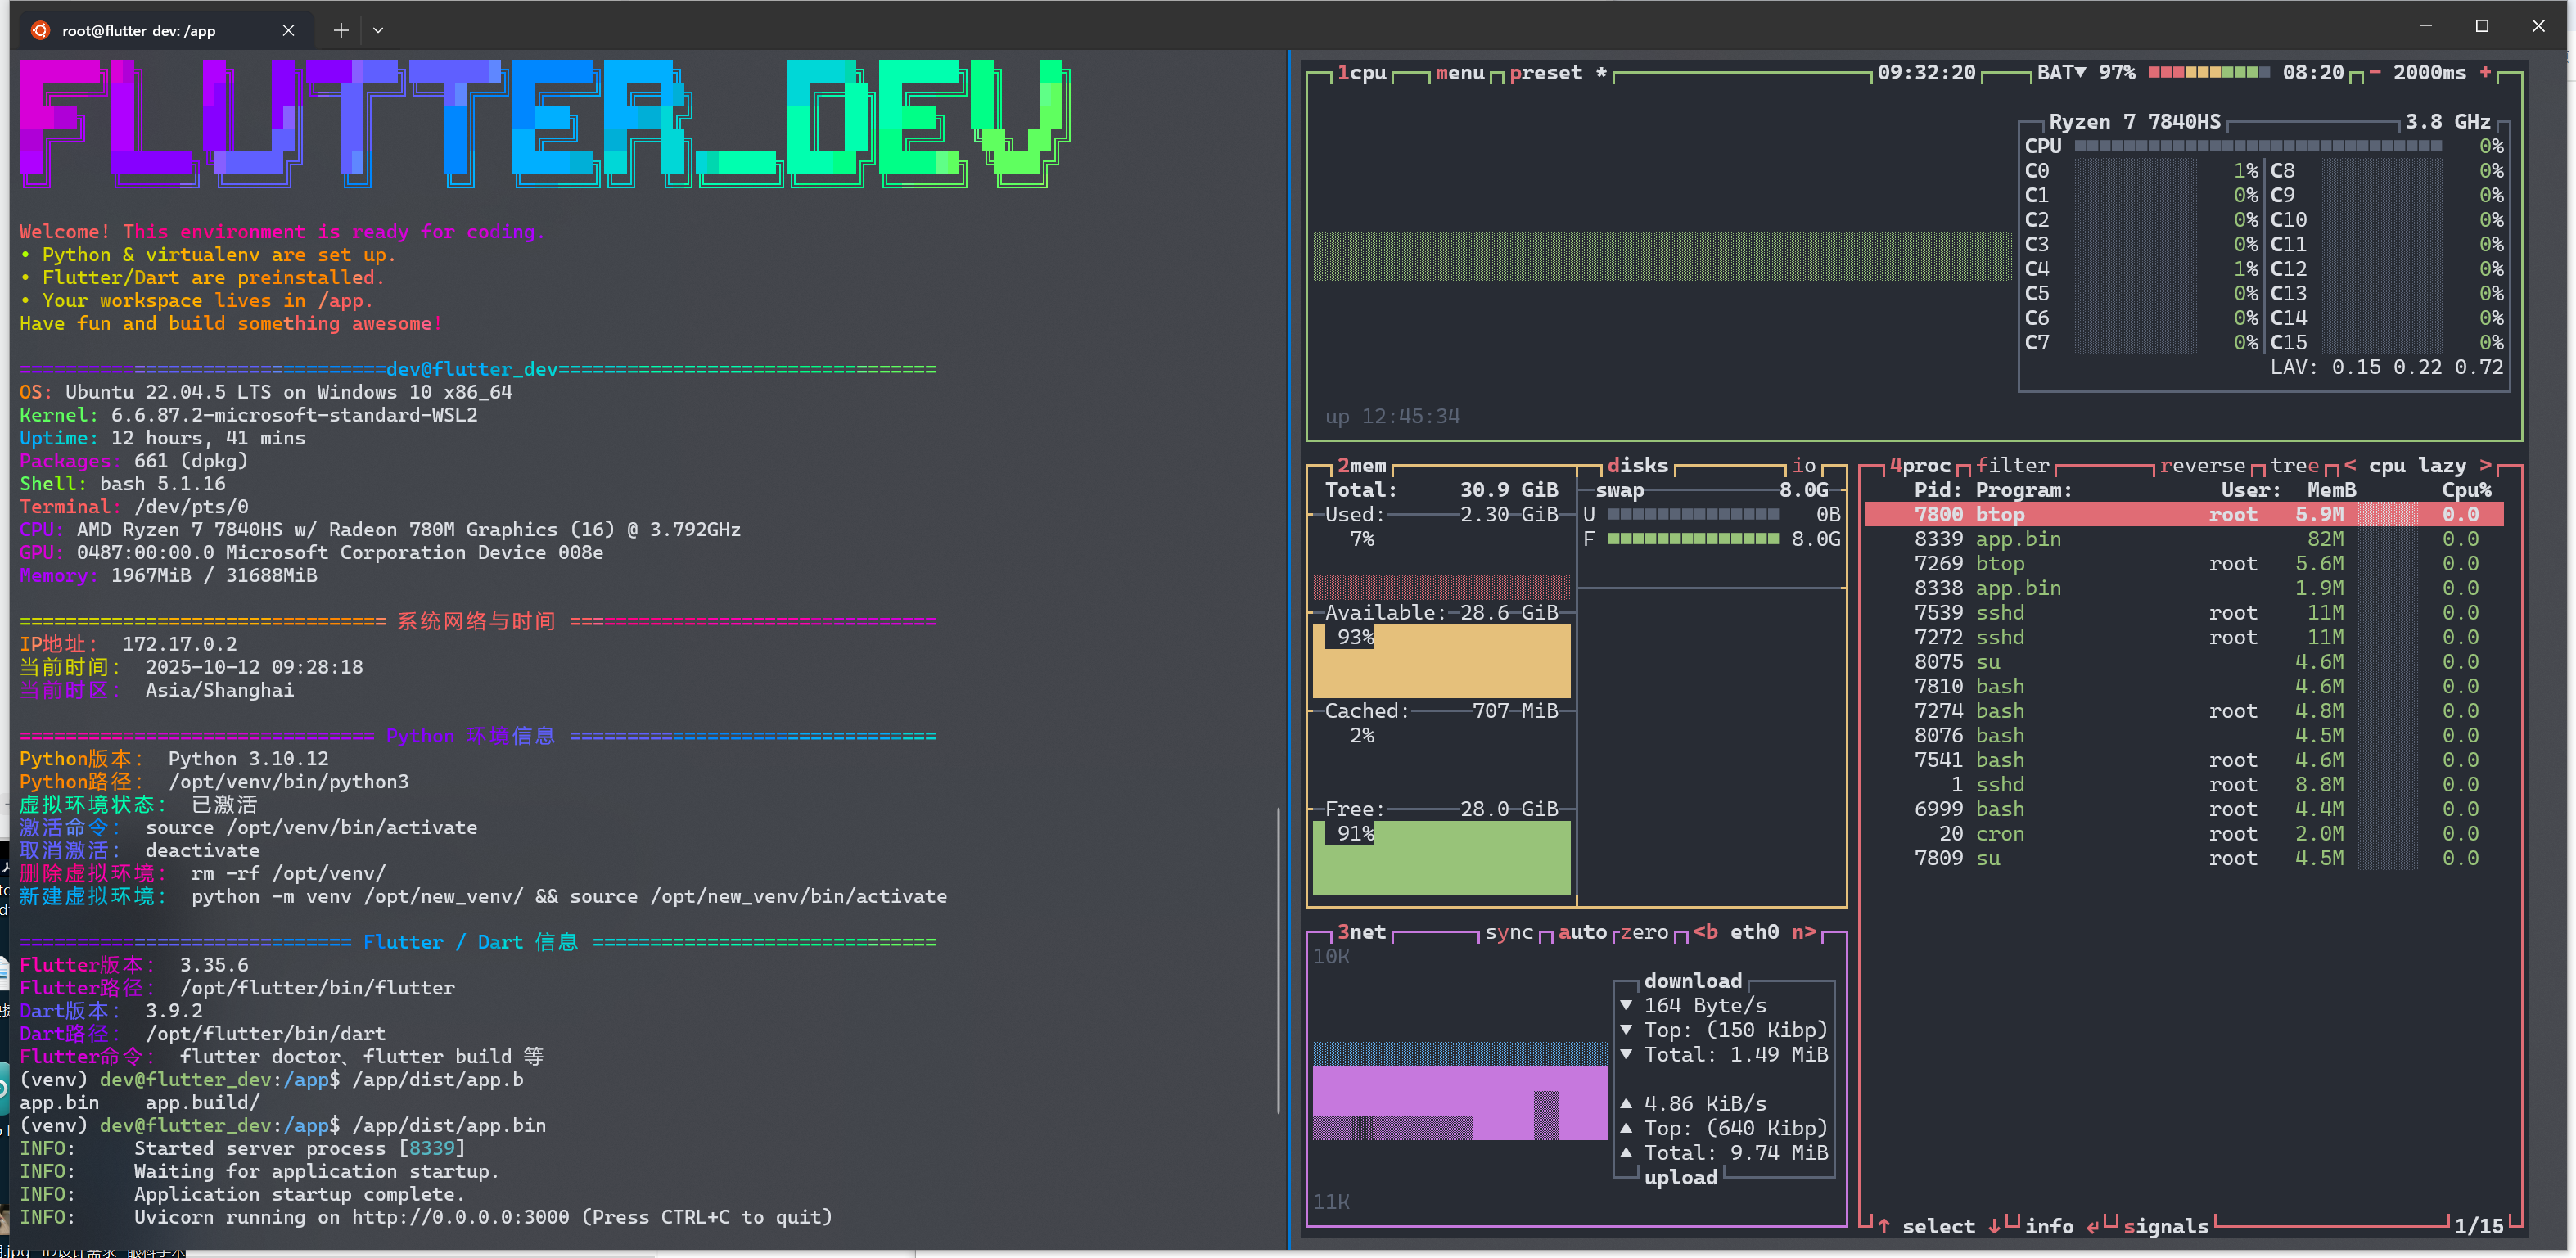 root@flutter_dev: /app
FLUTTER_DEV
Welcome! This environment is ready for coding.
• Python & virtualenv are set up.
• Flutter/Dart are preinstalled.
• Your workspace lives in /app.
Have fun and build something awesome!
================================dev@flutter_dev=================================
OS: Ubuntu 22.04.5 LTS on Windows 10 x86_64
Kernel: 6.6.87.2-microsoft-standard-WSL2
Uptime: 12 hours, 41 mins
Packages: 661 (dpkg)
Shell: bash 5.1.16
Terminal: /dev/pts/0
CPU: AMD Ryzen 7 7840HS w/ Radeon 780M Graphics (16) @ 3.792GHz
GPU: 0487:00:00.0 Microsoft Corporation Device 008e
Memory: 1967MiB / 31688MiB
================================ 系统网络与时间 ================================
IP地址： 172.17.0.2
当前时间： 2025-10-12 09:28:18
当前时区： Asia/Shanghai
=============================== Python 环境信息 ================================
Python版本： Python 3.10.12
Python路径： /opt/venv/bin/python3
虚拟环境状态： 已激活
激活命令： source /opt/venv/bin/activate
取消激活： deactivate
删除虚拟环境： rm -rf /opt/venv/
新建虚拟环境： python -m venv /opt/new_venv/ && source /opt/new_venv/bin/activate
============================= Flutter / Dart 信息 ==============================
Flutter版本： 3.35.6
Flutter路径： /opt/flutter/bin/flutter
Dart版本： 3.9.2
Dart路径： /opt/flutter/bin/dart
Flutter命令： flutter doctor、flutter build 等
(venv) dev@flutter_dev:/app$ /app/dist/app.b
app.bin    app.build/
(venv) dev@flutter_dev:/app$ /app/dist/app.bin
INFO:     Started server process [8339]
INFO:     Waiting for application startup.
INFO:     Application startup complete.
INFO:     Uvicorn running on http://0.0.0.0:3000 (Press CTRL+C to quit)
1cpu menu preset * 09:32:20 BAT▼ 97% 08:20 - 2000ms +
Ryzen 7 7840HS 3.8 GHz
CPU 0%
C0 1% C8 0%
C1 0% C9 0%
C2 0% C10 0%
C3 0% C11 0%
C4 1% C12 0%
C5 0% C13 0%
C6 0% C14 0%
C7 0% C15 0%
LAV: 0.15 0.22 0.72
up 12:45:34
2mem disks io
Total: 30.9 GiB swap 8.0G
Used: 2.30 GiB U 0B
7% F 8.0G
Available: 28.6 GiB
93%
Cached: 707 MiB
2%
Free: 28.0 GiB
91%
3net sync auto zero <b eth0 n>
10K
download
▼ 164 Byte/s
▼ Top: (150 Kibp)
▼ Total: 1.49 MiB
▲ 4.86 KiB/s
▲ Top: (640 Kibp)
▲ Total: 9.74 MiB
upload
11K
4proc filter reverse tree < cpu lazy >
Pid: Program: User: MemB Cpu%
7800 btop root 5.9M 0.0
8339 app.bin 82M 0.0
7269 btop root 5.6M 0.0
8338 app.bin 1.9M 0.0
7539 sshd root 11M 0.0
7272 sshd root 11M 0.0
8075 su 4.6M 0.0
7810 bash 4.6M 0.0
7274 bash root 4.8M 0.0
8076 bash 4.5M 0.0
7541 bash root 4.6M 0.0
1 sshd root 8.8M 0.0
6999 bash root 4.4M 0.0
20 cron root 2.0M 0.0
7809 su root 4.5M 0.0
↑ select ↓ info ↵ signals 1/15